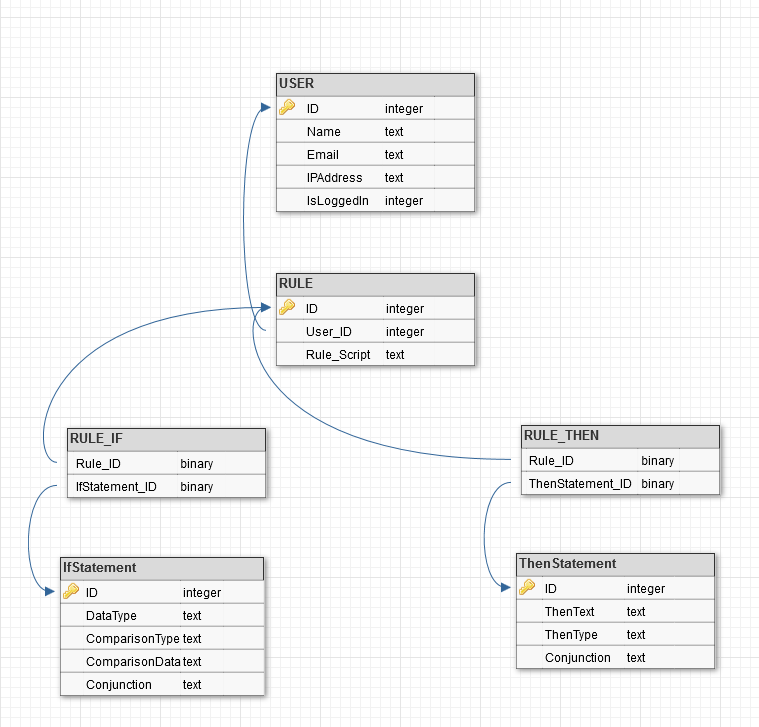 USER
ID integer
Name text
Email text
IPAddress text
IsLoggedIn integer
RULE
ID integer
User_ID integer
Rule_Script text
RULE_IF
Rule_ID binary
IfStatement_ID binary
RULE_THEN
Rule_ID binary
ThenStatement_ID binary
IfStatement
ID integer
DataType text
ComparisonType text
ComparisonData text
Conjunction text
ThenStatement
ID integer
ThenText text
ThenType text
Conjunction text